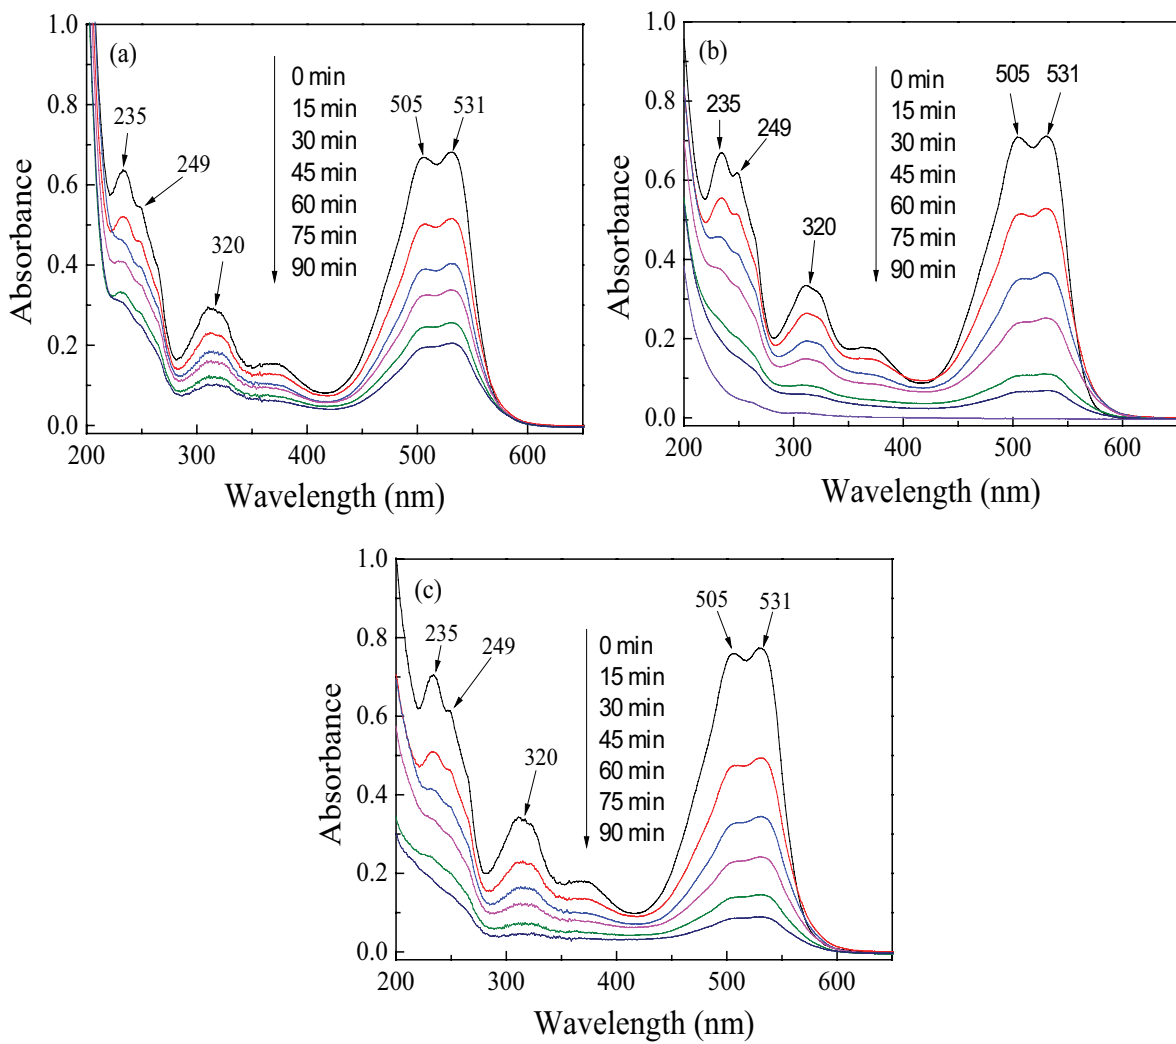 (a)
0 min
15 min
30 min
45 min
60 min
75 min
90 min
235
249
320
505
531
1.0
0.8
0.6
0.4
0.2
0.0
Absorbance
200
300
400
500
600
Wavelength (nm)
(b)
0 min
15 min
30 min
45 min
60 min
75 min
90 min
235
249
320
505
531
1.0
0.8
0.6
0.4
0.2
0.0
Absorbance
200
300
400
500
600
Wavelength (nm)
(c)
0 min
15 min
30 min
45 min
60 min
75 min
90 min
235
249
320
505
531
1.0
0.8
0.6
0.4
0.2
0.0
Absorbance
200
300
400
500
600
Wavelength (nm)